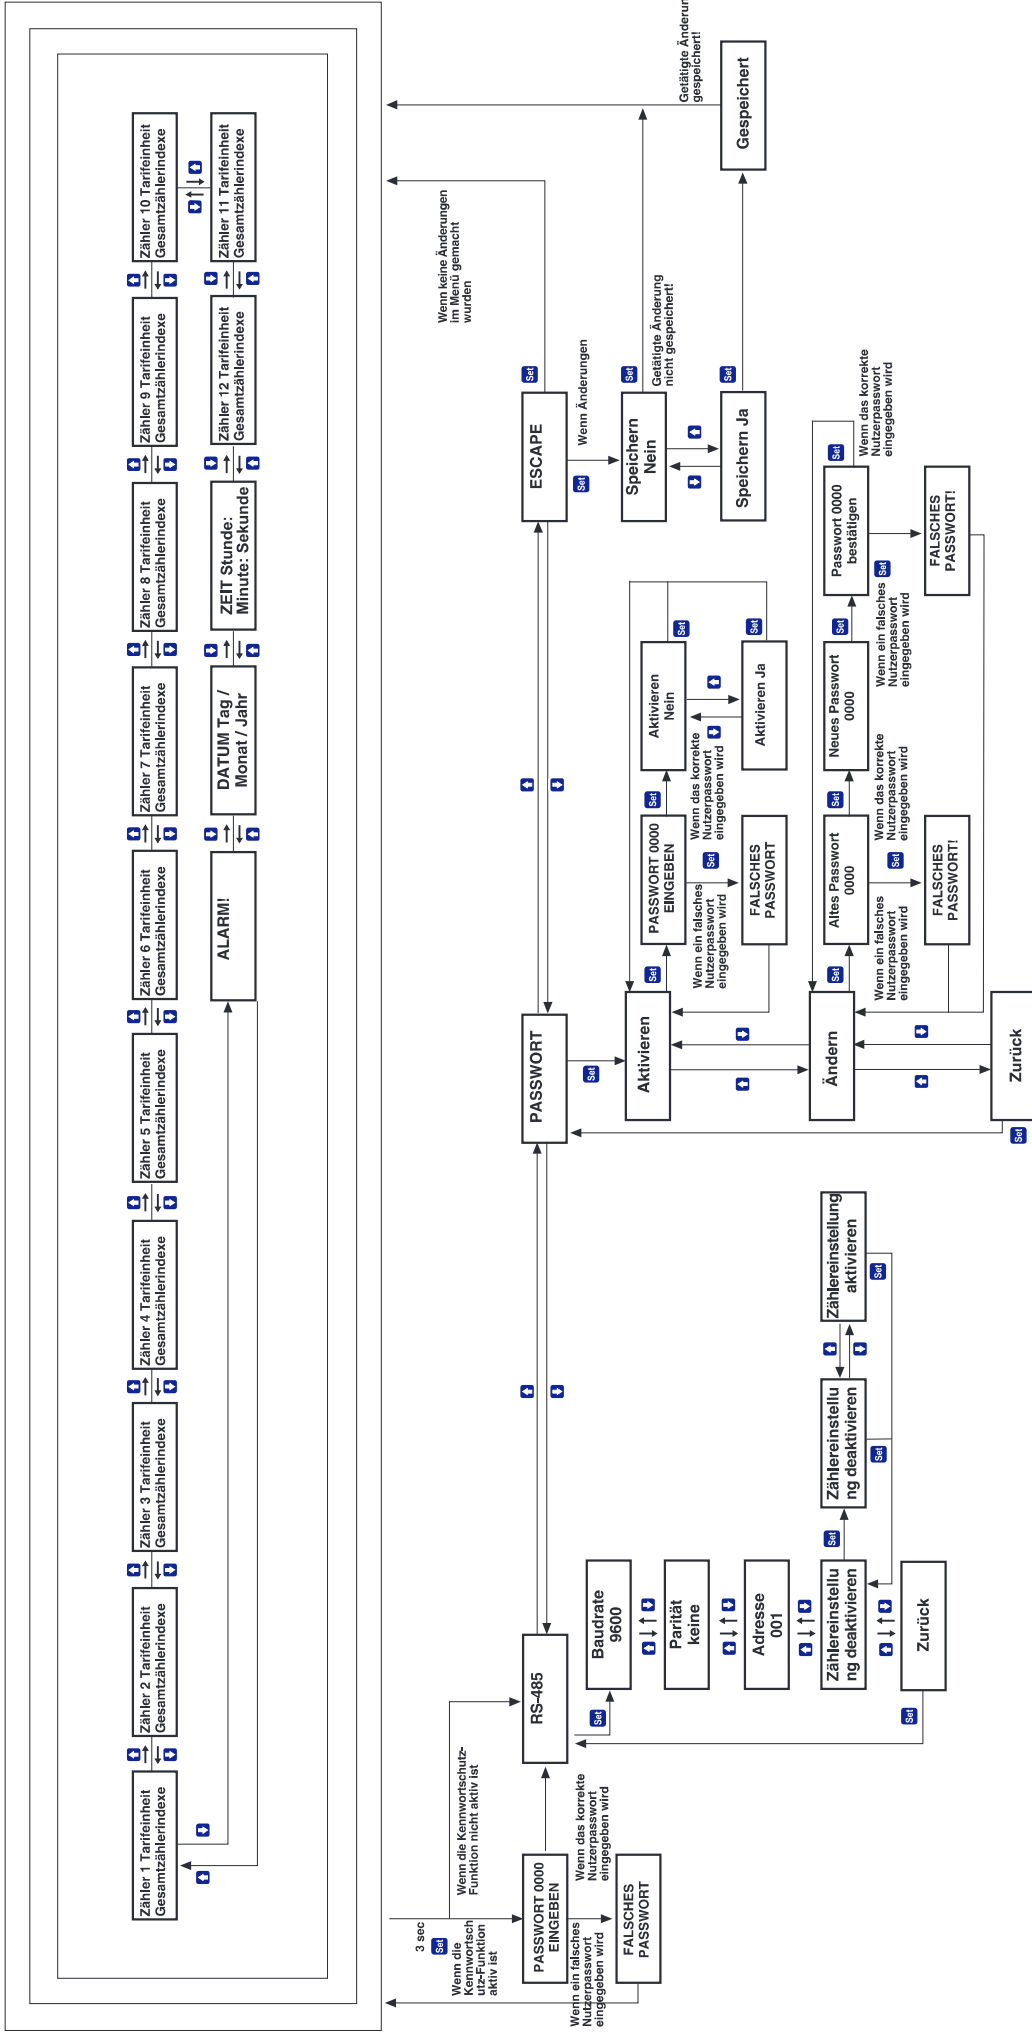 Zähler 1 Tarifeinheit
Gesamtzählerindexe
Zähler 2 Tarifeinheit
Gesamtzählerindexe
Zähler 3 Tarifeinheit
Gesamtzählerindexe
Zähler 4 Tarifeinheit
Gesamtzählerindexe
Zähler 5 Tarifeinheit
Gesamtzählerindexe
Zähler 6 Tarifeinheit
Gesamtzählerindexe
Zähler 7 Tarifeinheit
Gesamtzählerindexe
Zähler 8 Tarifeinheit
Gesamtzählerindexe
Zähler 9 Tarifeinheit
Gesamtzählerindexe
Zähler 10 Tarifeinheit
Gesamtzählerindexe
ALARM!
DATUM Tag /
Monat / Jahr
ZEIT Stunde:
Minute: Sekunde
Zähler 12 Tarifeinheit
Gesamtzählerindexe
Zähler 11 Tarifeinheit
Gesamtzählerindexe
3 sec
Set
Wenn die
Kennwortsch
utz-Funktion
aktiv ist
Wenn die Kennwortschutz-
Funktion nicht aktiv ist
PASSWORT 0000
EINGEBEN
Wenn ein falsches
Nutzerpasswort
eingegeben wird
Wenn das korrekte
Nutzerpasswort
eingegeben wird
FALSCHES
PASSWORT
RS-485
Set
Baudrate
9600
Parität
keine
Adresse
001
Zählereinstellu
ng deaktivieren
Set
Zählereinstellu
ng deaktivieren
Set
Zählereinstellung
aktivieren
Set
Zurück
Set
PASSWORT
Set
Aktivieren
Set
PASSWORT 0000
EINGEBEN
Set
Aktivieren
Nein
Set
Wenn ein falsches
Nutzerpasswort
eingegeben wird
Set
Wenn das korrekte
Nutzerpasswort
eingegeben wird
FALSCHES
PASSWORT
Aktivieren Ja
Set
Ändern
Set
Altes Passwort
0000
Set
Neues Passwort
0000
Set
Passwort 0000
bestätigen
Set
Wenn das korrekte
Nutzerpasswort
eingegeben wird
Wenn ein falsches
Nutzerpasswort
eingegeben wird
Set
Wenn das korrekte
Nutzerpasswort
eingegeben wird
Wenn ein falsches
Nutzerpasswort
eingegeben wird
Set
FALSCHES
PASSWORT!
FALSCHES
PASSWORT!
Zurück
Set
ESCAPE
Set
Wenn keine Änderungen
im Menü gemacht
wurden
Set
Wenn Änderungen
Speichern
Nein
Set
Getätigte Änderung
nicht gespeichert!
Speichern Ja
Set
Gespeichert
Getätigte Änderun
gespeichert!